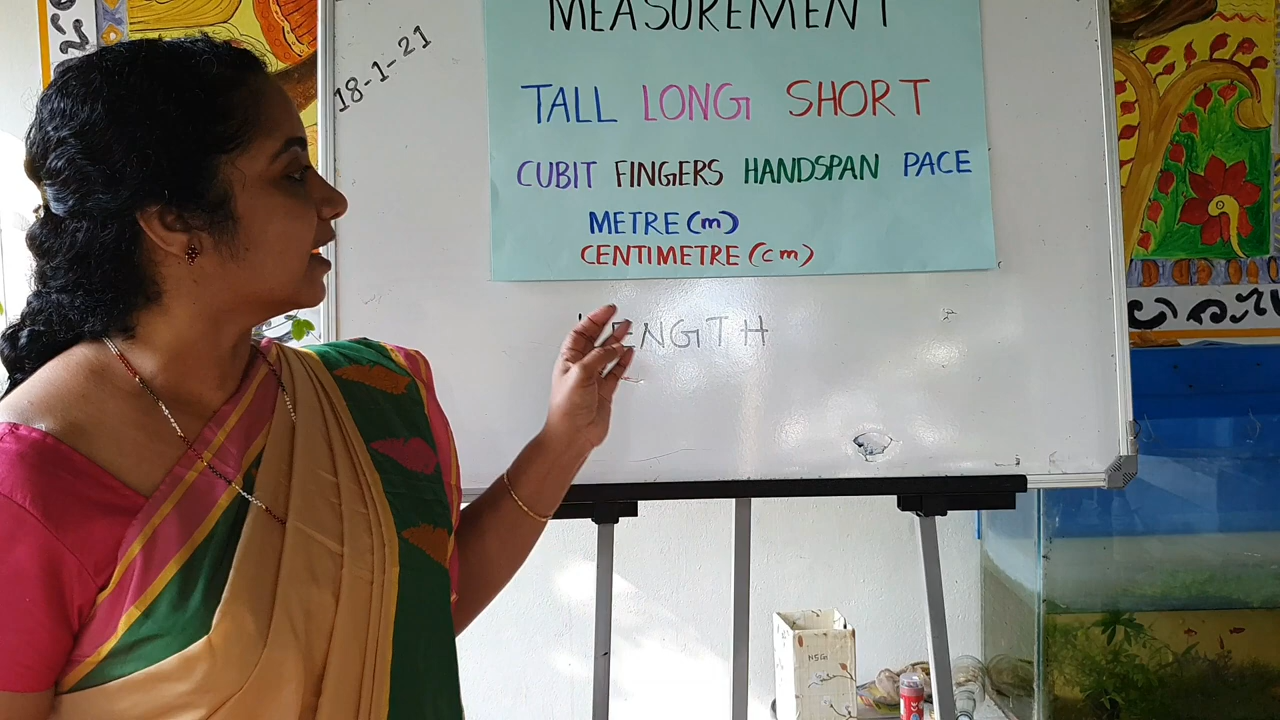 18-1-21
MEASUREMENT
TALL LONG SHORT
CUBIT FINGERS HANDSPAN PACE
METRE (m)
CENTIMETRE (cm)
LENGTH